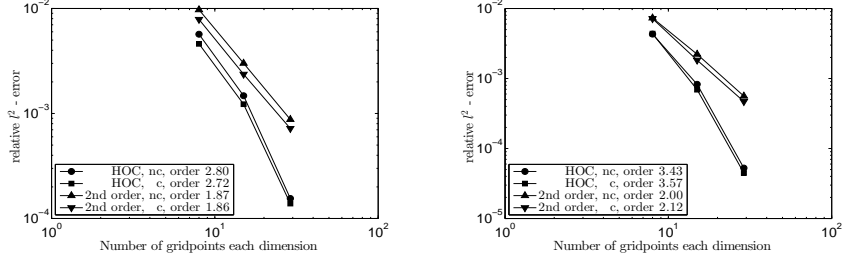 10^-2
10^-3
10^-4
relative l^2 - error
HOC, nc, order 2.80
HOC, c, order 2.72
2nd order, nc, order 1.87
2nd order, c, order 1.86
10^0
10^1
10^2
Number of gridpoints each dimension
10^-2
10^-3
10^-4
10^-5
relative l^2 - error
HOC, nc, order 3.43
HOC, c, order 3.57
2nd order, nc, order 2.00
2nd order, c, order 2.12
10^0
10^1
10^2
Number of gridpoints each dimension